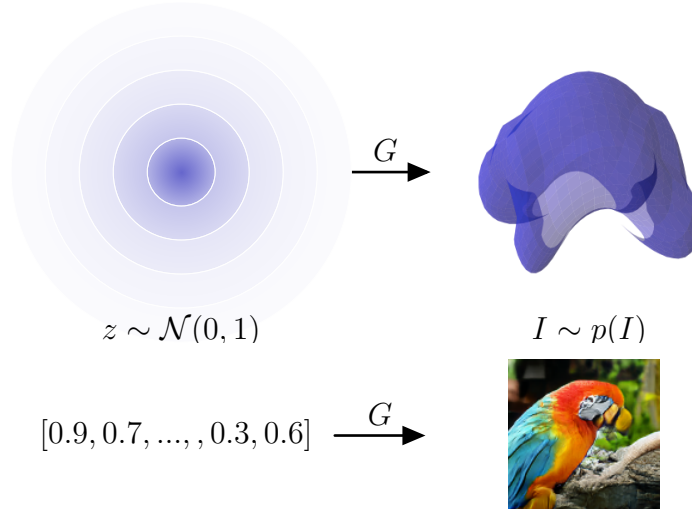 G
z ∼ 𝒩(0, 1)
I ∼ p(I)
[0.9, 0.7, ..., , 0.3, 0.6]
G